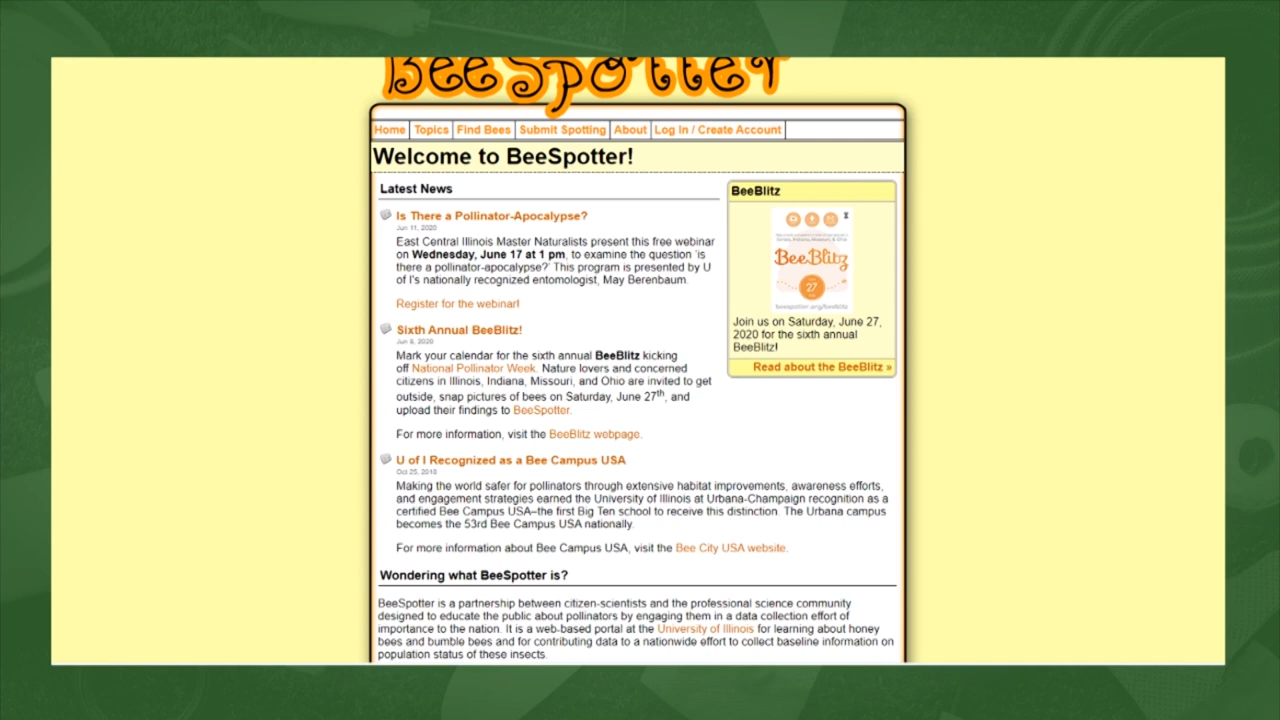 BeeSpotter
Home Topics Find Bees Submit Spotting About Log In / Create Account
Welcome to BeeSpotter!
Latest News
Is There a Pollinator-Apocalypse?
Jun 11, 2020
East Central Illinois Master Naturalists present this free webinar
on Wednesday, June 17 at 1 pm, to examine the question 'is
there a pollinator-apocalypse?' This program is presented by U
of I's nationally recognized entomologist, May Berenbaum.
Register for the webinar!
Sixth Annual BeeBlitz!
Jun 8, 2020
Mark your calendar for the sixth annual BeeBlitz kicking
off National Pollinator Week. Nature lovers and concerned
citizens in Illinois, Indiana, Missouri, and Ohio are invited to get
outside, snap pictures of bees on Saturday, June 27th, and
upload their findings to BeeSpotter.
For more information, visit the BeeBlitz webpage.
BeeBlitz
BeeBlitz
27
beespotter.org/beeblitz
Join us on Saturday, June 27,
2020 for the sixth annual
BeeBlitz!
Read about the BeeBlitz »
U of I Recognized as a Bee Campus USA
Making the world safer for pollinators through extensive habitat improvements, awareness efforts,
and engagement strategies earned the University of Illinois at Urbana-Champaign recognition as a
certified Bee Campus USA–the first Big Ten school to receive this distinction. The Urbana campus
becomes the 53rd Bee Campus USA nationally.
For more information about Bee Campus USA, visit the Bee City USA website.
Wondering what BeeSpotter is?
BeeSpotter is a partnership between citizen-scientists and the professional science community
designed to educate the public about pollinators by engaging them in a data collection effort of
importance to the nation. It is a web-based portal at the University of Illinois for learning about honey
bees and bumble bees and for contributing data to a nationwide effort to collect baseline information on
population status of these insects.